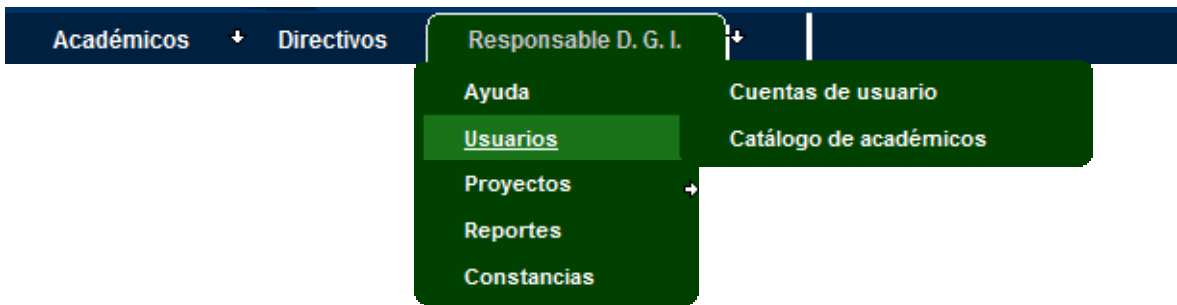 Académicos Directivos Responsable D. G. I.
Ayuda Cuentas de usuario
Usuarios Catálogo de académicos
Proyectos
Reportes
Constancias